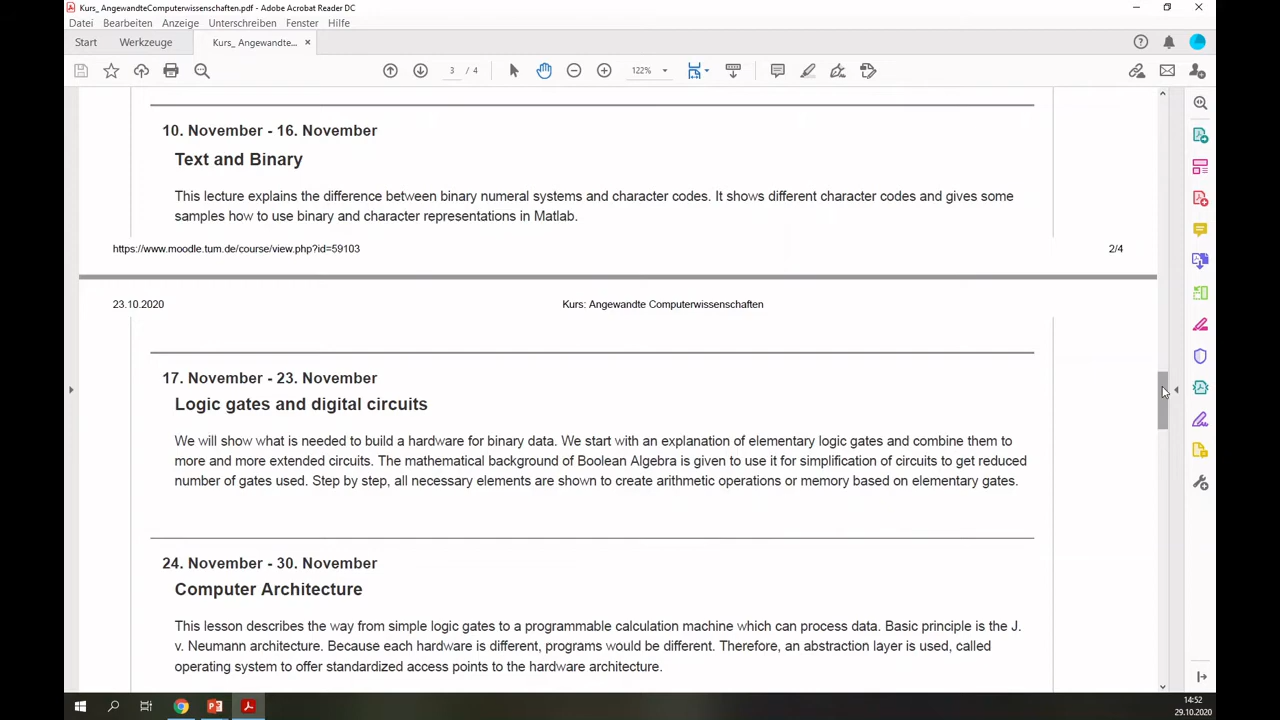 Kurs_ AngewandteComputerwissenschaften.pdf - Adobe Acrobat Reader DC
Datei Bearbeiten Anzeige Unterschreiben Fenster Hilfe
Start Werkzeuge Kurs_ Angewandte... ×
3 / 4 122%
10. November - 16. November
Text and Binary
This lecture explains the difference between binary numeral systems and character codes. It shows different character codes and gives some
samples how to use binary and character representations in Matlab.
https://www.moodle.tum.de/course/view.php?id=59103 2/4
23.10.2020 Kurs: Angewandte Computerwissenschaften
17. November - 23. November
Logic gates and digital circuits
We will show what is needed to build a hardware for binary data. We start with an explanation of elementary logic gates and combine them to
more and more extended circuits. The mathematical background of Boolean Algebra is given to use it for simplification of circuits to get reduced
number of gates used. Step by step, all necessary elements are shown to create arithmetic operations or memory based on elementary gates.
24. November - 30. November
Computer Architecture
This lesson describes the way from simple logic gates to a programmable calculation machine which can process data. Basic principle is the J.
v. Neumann architecture. Because each hardware is different, programs would be different. Therefore, an abstraction layer is used, called
operating system to offer standardized access points to the hardware architecture.
14:52
29.10.2020